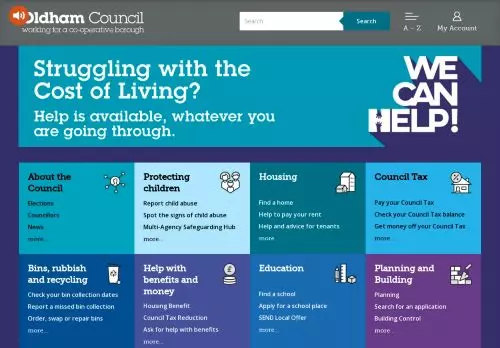 Oldham Council
working for a co-operative borough
Search
A – Z
My Account
Struggling with the
Cost of Living?
Help is available, whatever you
are going through.
WE
CAN
HELP!
About the
Council
Elections
Councillors
News
more...
Protecting
children
Report child abuse
Spot the signs of child abuse
Multi-Agency Safeguarding Hub
more...
Housing
Find a home
Help to pay your rent
Help and advice for tenants
more...
Council Tax
Pay your Council Tax
Check your Council Tax balance
Get money off your Council Tax
more...
Bins, rubbish
and recycling
Check your bin collection dates
Report a missed bin collection
Order, swap or repair bins
more...
Help with
benefits and
money
Housing Benefit
Council Tax Reduction
Ask for help with benefits
more...
Education
Find a school
Apply for a school place
SEND Local Offer
more...
Planning and
Building
Planning
Search for an application
Building Control
more...